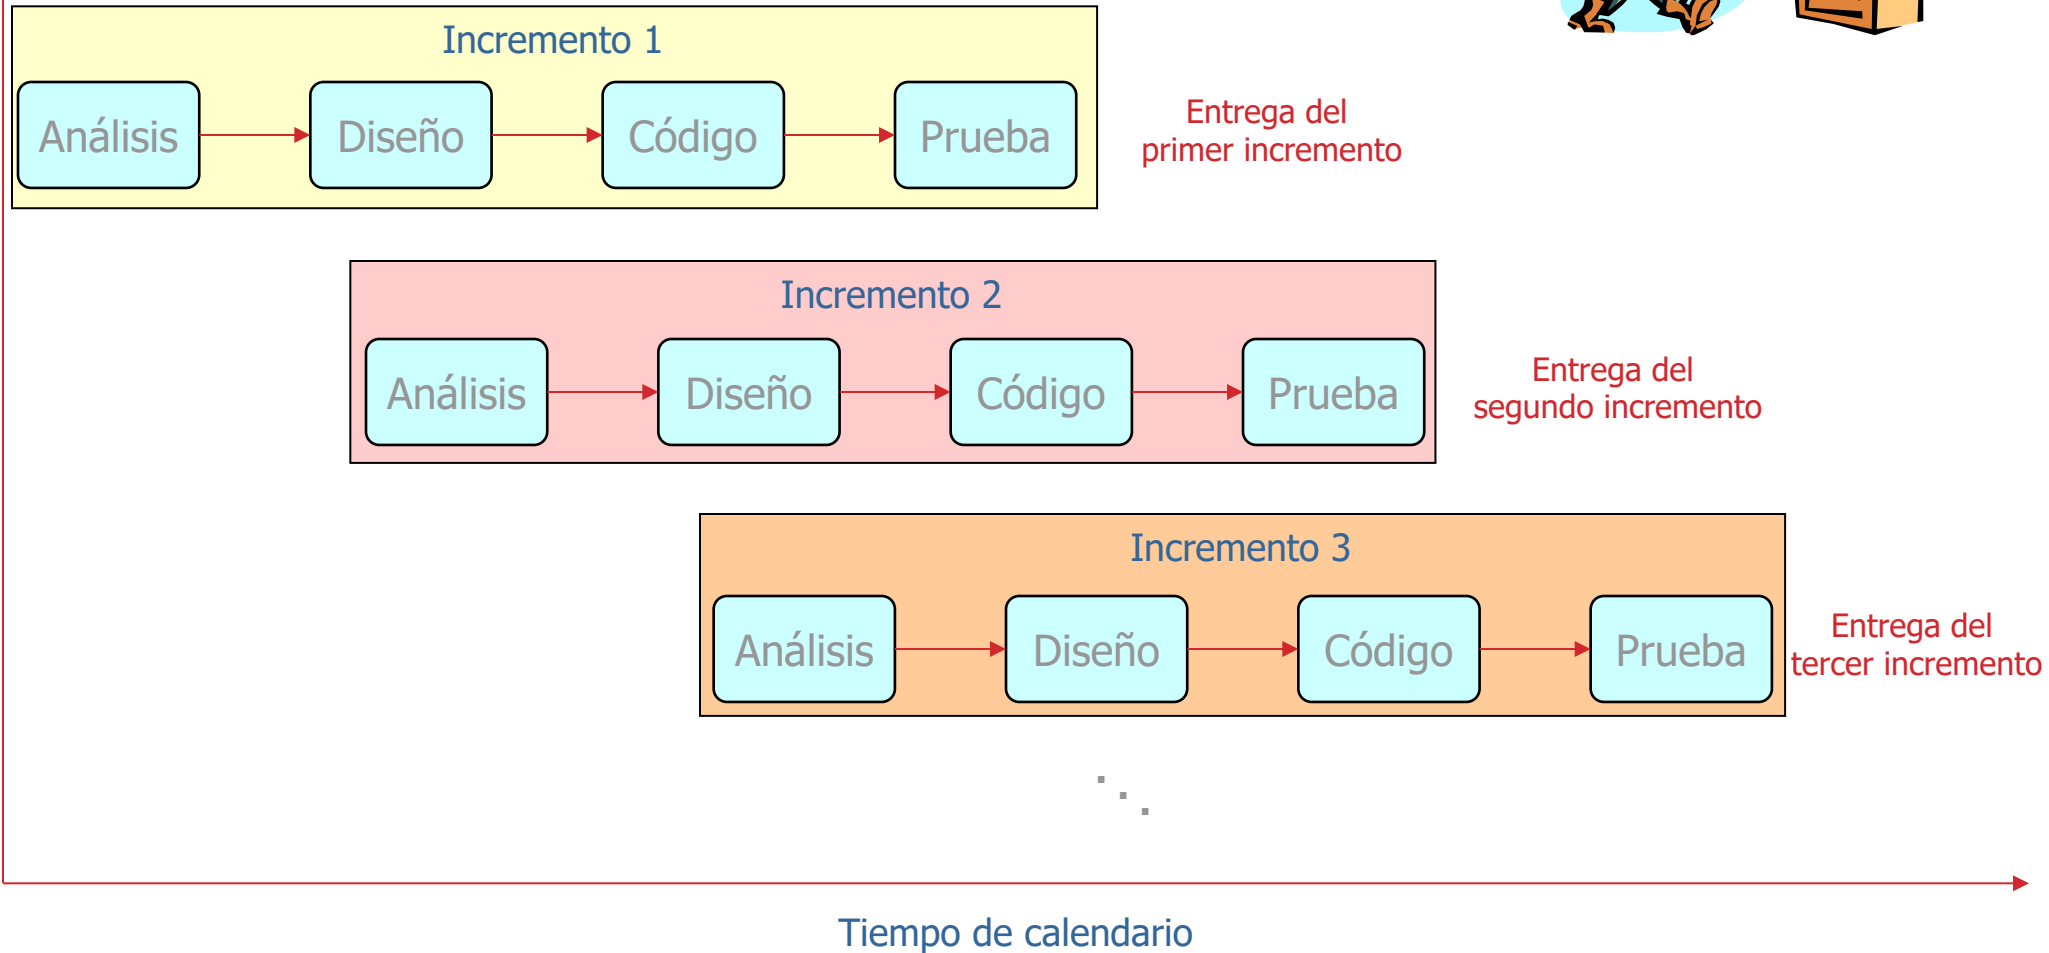 Incremento 1
Análisis
Diseño
Código
Prueba
Entrega del
primer incremento
Incremento 2
Análisis
Diseño
Código
Prueba
Entrega del
segundo incremento
Incremento 3
Análisis
Diseño
Código
Prueba
Entrega del
tercer incremento
Tiempo de calendario